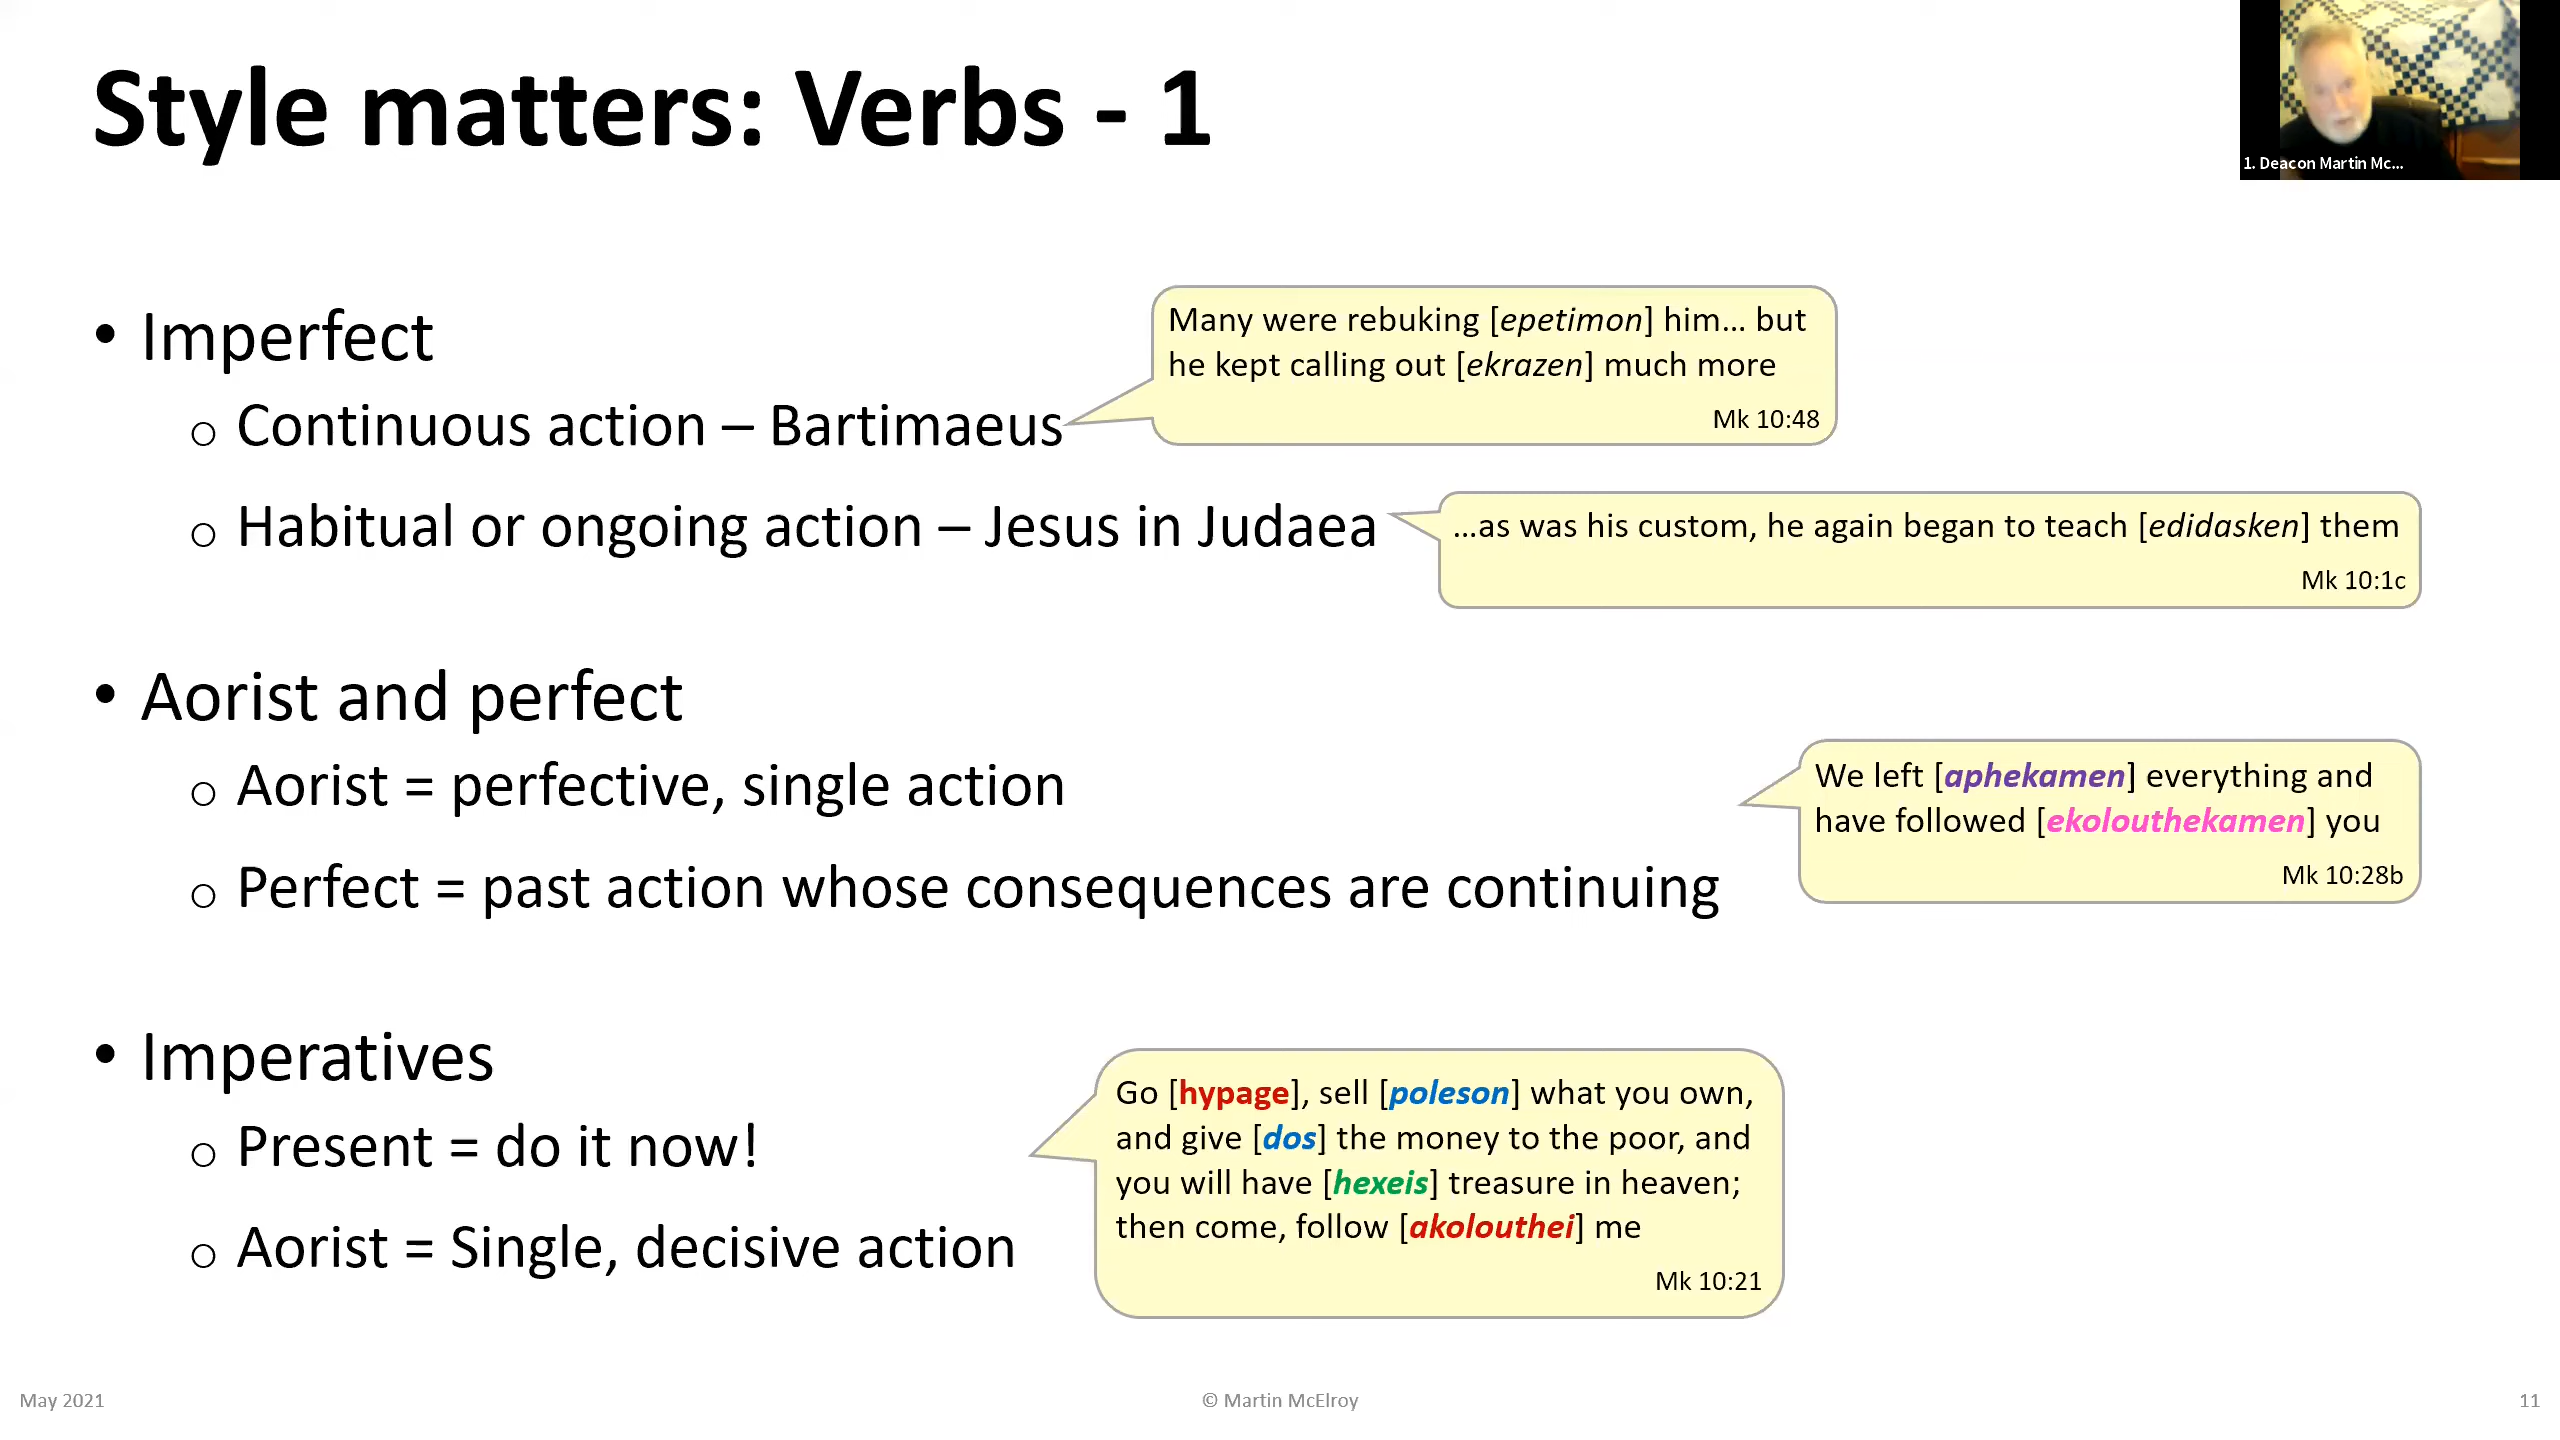 Style matters: Verbs - 1
1. Deacon Martin Mc...
• Imperfect
Many were rebuking [epetimon] him... but
he kept calling out [ekrazen] much more
Mk 10:48
o Continuous action – Bartimaeus
o Habitual or ongoing action – Jesus in Judaea
...as was his custom, he again began to teach [edidasken] them
Mk 10:1c
• Aorist and perfect
o Aorist = perfective, single action
o Perfect = past action whose consequences are continuing
We left [aphekamen] everything and
have followed [ekolouthekamen] you
Mk 10:28b
• Imperatives
o Present = do it now!
o Aorist = Single, decisive action
Go [hypage], sell [poleson] what you own,
and give [dos] the money to the poor, and
you will have [hexeis] treasure in heaven;
then come, follow [akolouthei] me
Mk 10:21
May 2021
© Martin McElroy
11